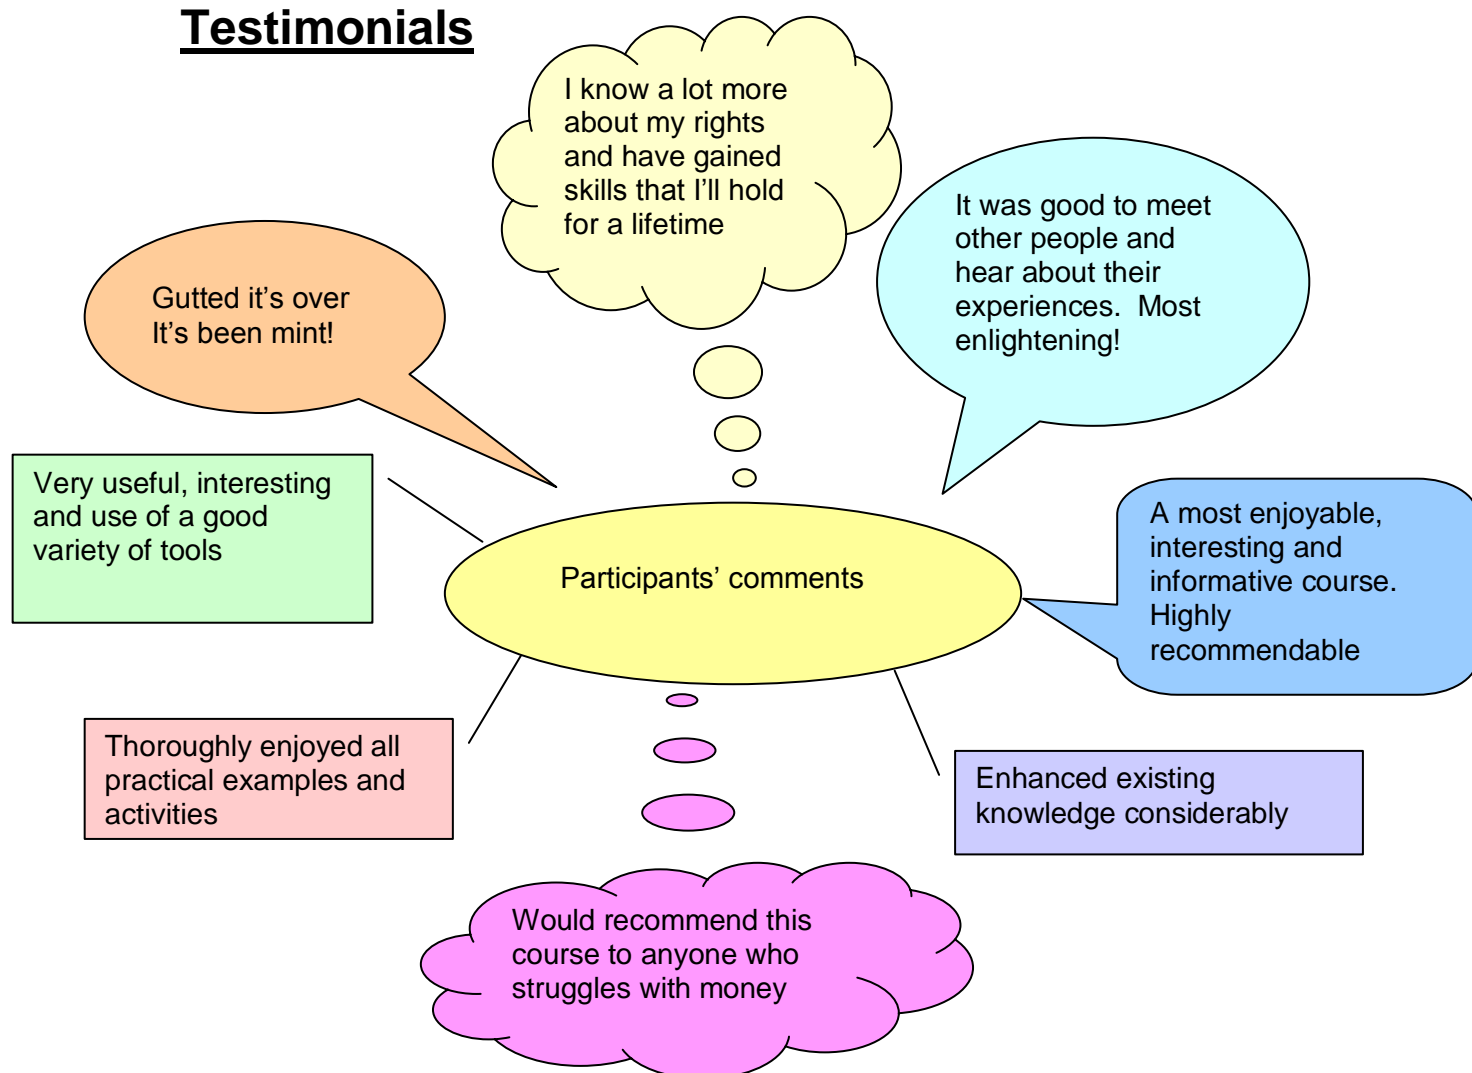 Testimonials
I know a lot more
about my rights
and have gained
skills that I’ll hold
for a lifetime
It was good to meet
other people and
hear about their
experiences.  Most
enlightening!
Gutted it’s over
It’s been mint!
Very useful, interesting
and use of a good
variety of tools
A most enjoyable,
interesting and
informative course.
Highly
recommendable
Participants’ comments
Thoroughly enjoyed all
practical examples and
activities
Enhanced existing
knowledge considerably
Would recommend this
course to anyone who
struggles with money